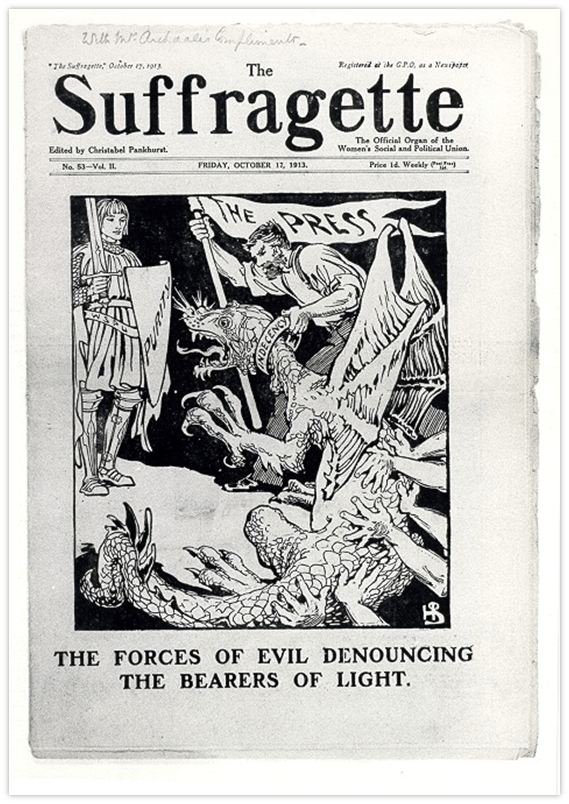 With Mr. Archdale's Compliments—
"The Suffragette," October 17, 1913.
Registered at the G.P.O. as a Newspaper
The
Suffragette
Edited by Christabel Pankhurst.
The Official Organ of the
Women's Social and Political Union.
No. 53—Vol. II.
FRIDAY, OCTOBER 17, 1913.
Price 1d. Weekly (Post Free
THE PRESS
PURITY
THE FORCES OF EVIL DENOUNCING
THE BEARERS OF LIGHT.